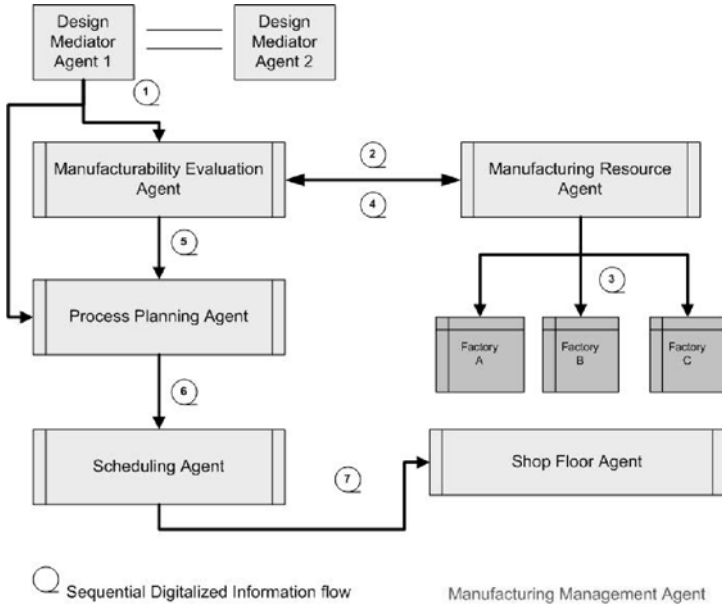 Design
Mediator
Agent 1
Design
Mediator
Agent 2
1
Manufacturability Evaluation
Agent
2
4
Manufacturing Resource
Agent
5
3
Process Planning Agent
Factory
A
Factory
B
Factory
C
6
Scheduling Agent
Shop Floor Agent
7
Sequential Digitalized Information flow
Manufacturing Management Agent